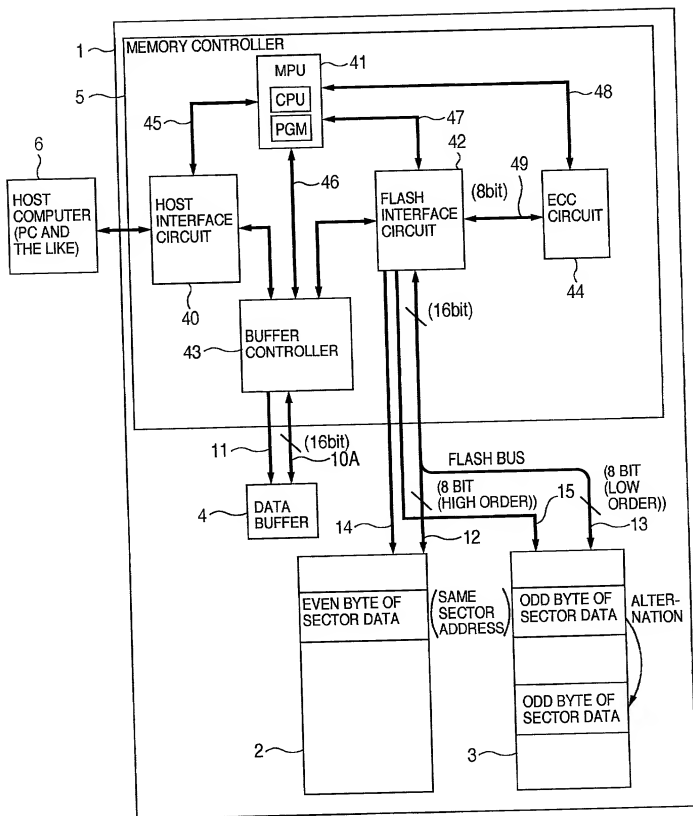 1
MEMORY CONTROLLER
5
MPU
41
CPU
PGM
45
46
47
48
42
6
HOST
COMPUTER
(PC AND
THE LIKE)
HOST
INTERFACE
CIRCUIT
40
FLASH
INTERFACE
CIRCUIT
(8bit)
49
ECC
CIRCUIT
44
(16bit)
43
BUFFER
CONTROLLER
11
(16bit)
10A
4
DATA
BUFFER
FLASH BUS
(8 BIT
(HIGH ORDER))
15
(8 BIT
(LOW
ORDER))
13
14
12
EVEN BYTE OF
SECTOR DATA
(SAME
SECTOR
ADDRESS)
ODD BYTE OF
SECTOR DATA
ALTER-
NATION
ODD BYTE OF
SECTOR DATA
2
3